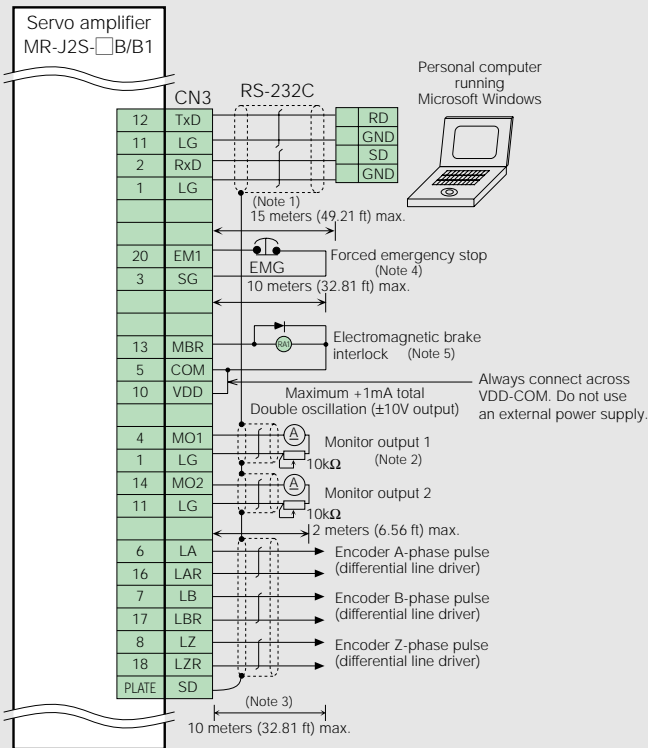 Servo amplifier
MR-J2S-□B/B1
CN3
RS-232C
Personal computer
running
Microsoft Windows
12 TxD RD
11 LG GND
2 RxD SD
1 LG GND
(Note 1)
15 meters (49.21 ft) max.
20 EM1
EMG
Forced emergency stop
(Note 4)
3 SG
10 meters (32.81 ft) max.
13 MBR
RA1
Electromagnetic brake
interlock (Note 5)
5 COM
10 VDD
Always connect across
VDD-COM. Do not use
an external power supply.
Maximum +1mA total
Double oscillation (±10V output)
4 MO1 A
Monitor output 1
(Note 2)
1 LG 10kΩ
14 MO2 A
Monitor output 2
11 LG 10kΩ
2 meters (6.56 ft) max.
6 LA
Encoder A-phase pulse
(differential line driver)
16 LAR
7 LB
Encoder B-phase pulse
(differential line driver)
17 LBR
8 LZ
Encoder Z-phase pulse
(differential line driver)
18 LZR
PLATE SD
(Note 3)
10 meters (32.81 ft) max.